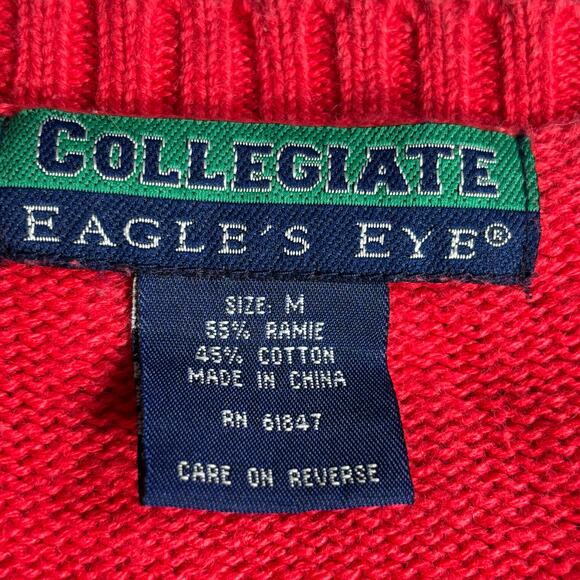 COLLEGIATE
EAGLE'S EYE®
SIZE: M
55% RAMIE
45% COTTON
MADE IN CHINA
RN 61847
CARE ON REVERSE